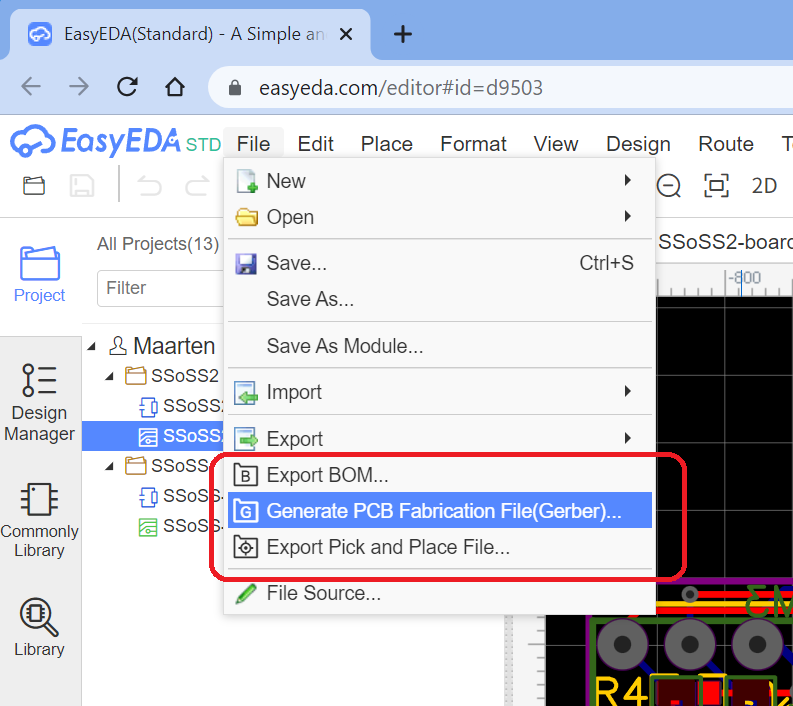 EasyEDA(Standard) - A Simple an
easyeda.com/editor#id=d9503
EasyEDA STD File Edit Place Format View Design Route
2D
New
Open
Save... Ctrl+S
Save As...
Save As Module...
Import
Export
B Export BOM...
G Generate PCB Fabrication File(Gerber)...
Export Pick and Place File...
File Source...
Project
Design
Manager
Commonly
Library
Library
All Projects(13)
Filter
Maarten
SSoSS2
SSoSS
SSoSS2
SSoSS
SSoSS
SSoSS
SSoSS2-board
-800
R4